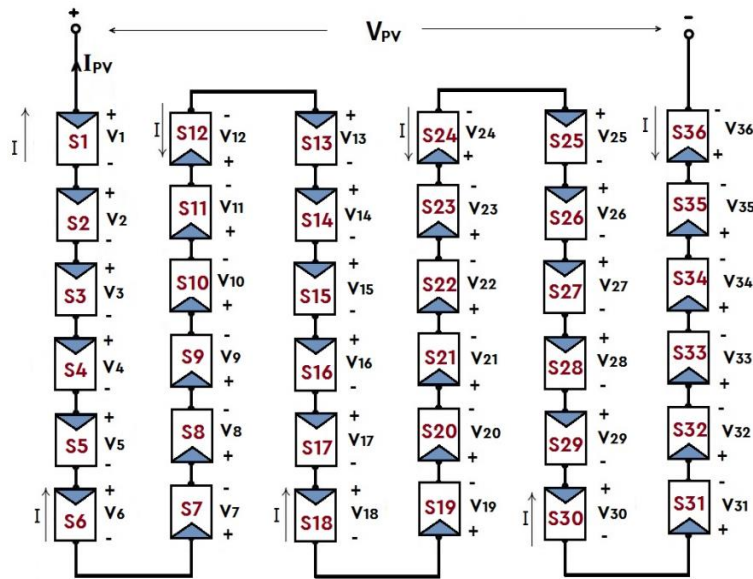 + VPV -
IPV
I S1 + V1 -
I S12 - V12 +
S13 + V13 -
I S24 - V24 +
S25 + V25 -
I S36 - V36 +
S2 + V2 -
S11 - V11 +
S14 + V14 -
S23 - V23 +
S26 + V26 -
S35 - V35 +
S3 + V3 -
S10 - V10 +
S15 + V15 -
S22 - V22 +
S27 + V27 -
S34 - V34 +
S4 + V4 -
S9 - V9 +
S16 + V16 -
S21 - V21 +
S28 + V28 -
S33 - V33 +
S5 + V5 -
S8 - V8 +
S17 + V17 -
S20 - V20 +
S29 + V29 -
S32 - V32 +
I S6 + V6 -
S7 - V7 +
I S18 + V18 -
S19 - V19 +
I S30 + V30 -
S31 - V31 +